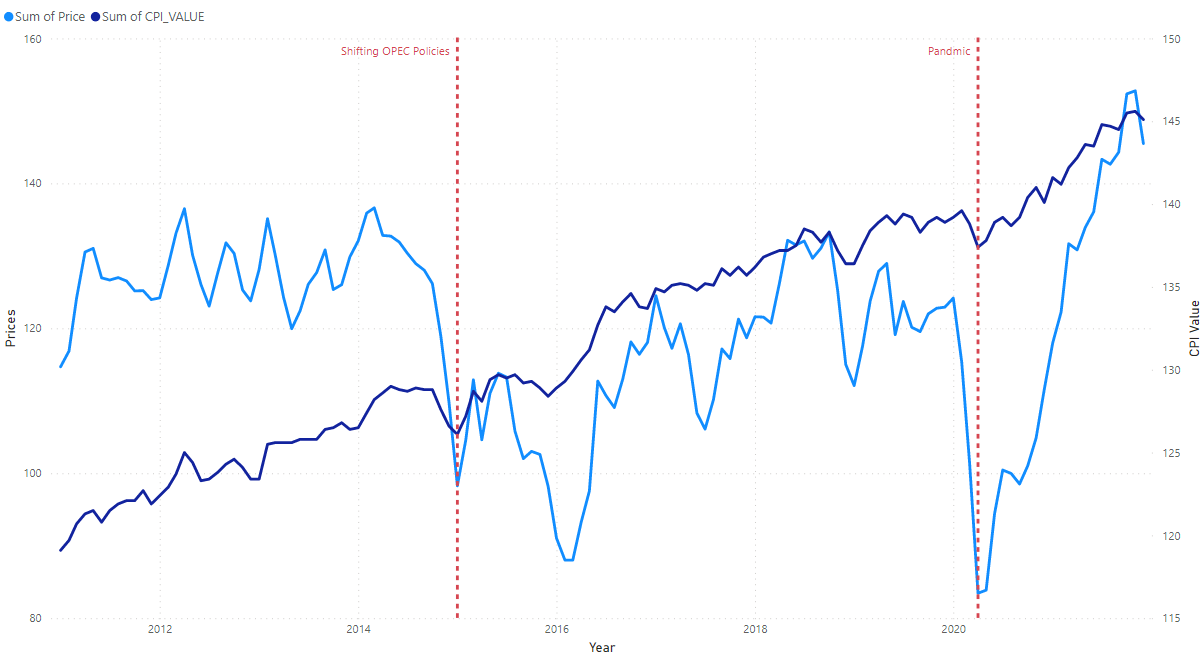 Sum of Price Sum of CPI_VALUE
160 150
Shifting OPEC Policies Pandmic
145
140 140
135
Prices
120
CPI Value
130
125
100
120
80 115
2012 2014 2016 2018 2020
Year